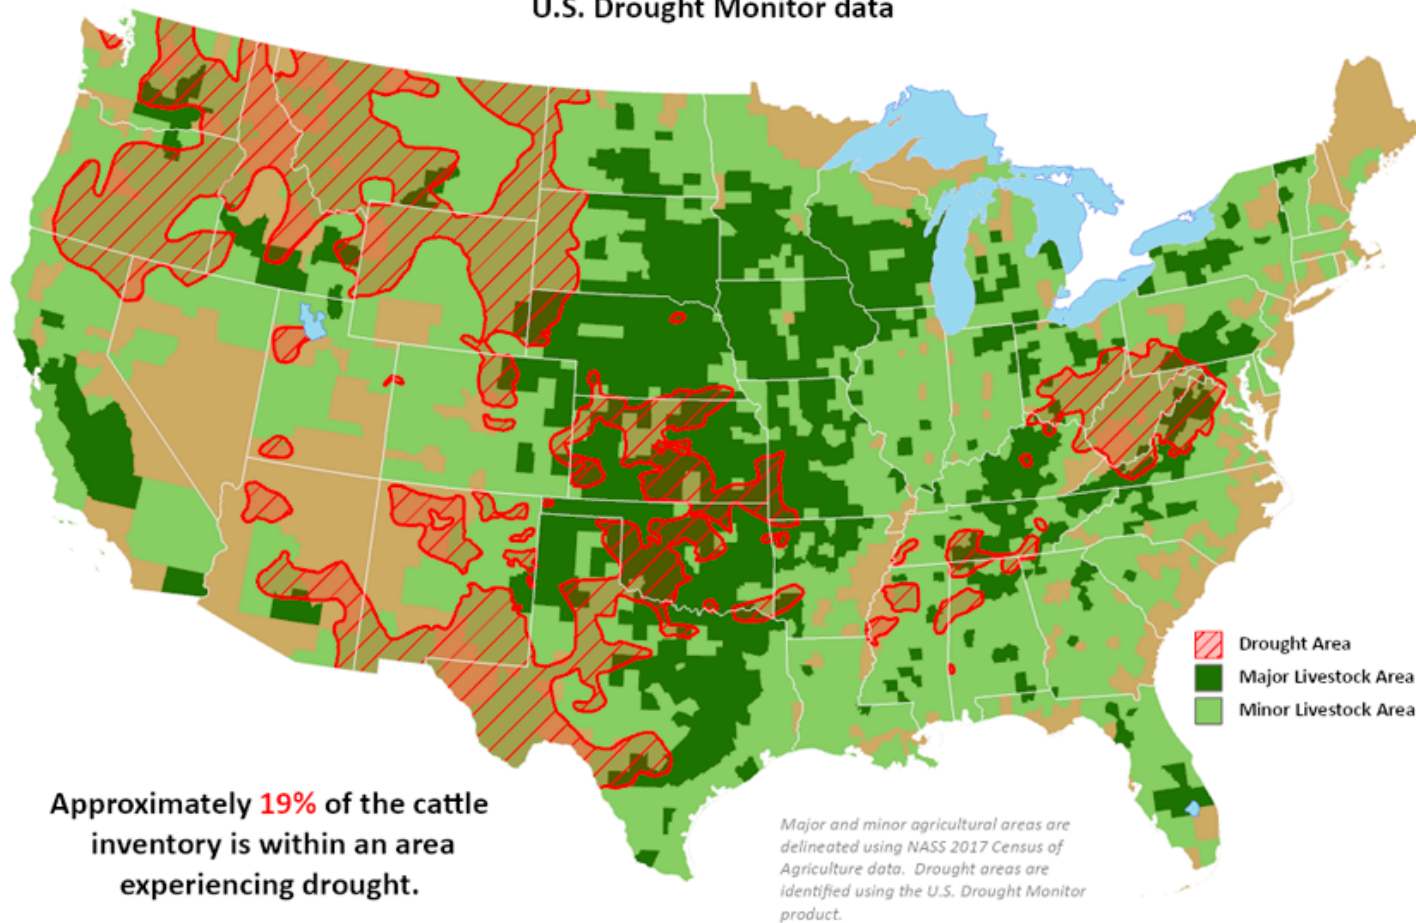 U.S. Drought Monitor data
Drought Area
Major Livestock Area
Minor Livestock Area
Approximately 19% of the cattle
inventory is within an area
experiencing drought.
Major and minor agricultural areas are
delineated using NASS 2017 Census of
Agriculture data. Drought areas are
identified using the U.S. Drought Monitor
product.